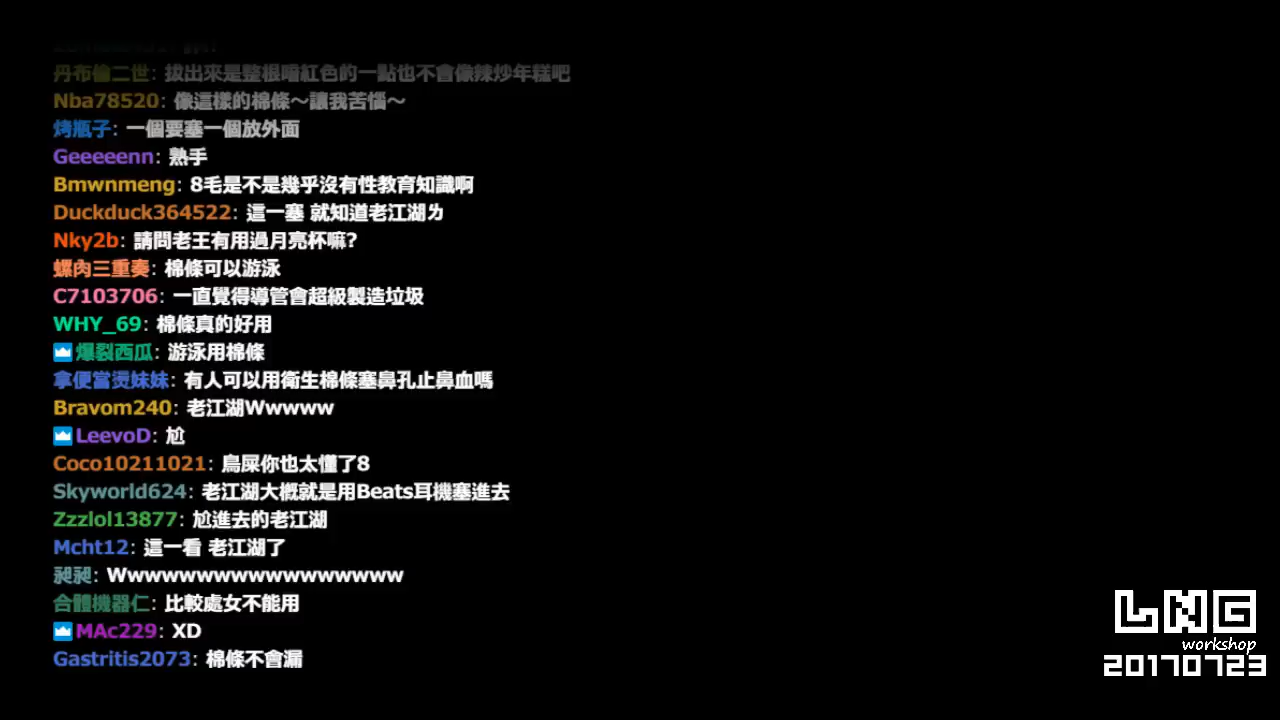 丹布倫二世: 拔出來是整根暗紅色的一點也不會像辣炒年糕吧
Nba78520: 像這樣的棉條～讓我苦惱～
烤瓶子: 一個要塞一個放外面
Geeeeenn: 熟手
Bmwnmeng: 8毛是不是幾乎沒有性教育知識啊
Duckduck364522: 這一塞 就知道老江湖ㄌ
Nky2b: 請問老王有用過月亮杯嘛?
螺肉三重奏: 棉條可以游泳
C7103706: 一直覺得導管會超級製造垃圾
WHY_69: 棉條真的好用
爆裂西瓜: 游泳用棉條
拿便當燙妹妹: 有人可以用衛生棉條塞鼻孔止鼻血嗎
Bravom240: 老江湖Wwwww
LeevoD: 尬
Coco10211021: 鳥屎你也太懂了8
Skyworld624: 老江湖大概就是用Beats耳機塞進去
Zzzlol13877: 尬進去的老江湖
Mcht12: 這一看 老江湖了
昶昶: Wwwwwwwwwwwwwwwww
合體機器仁: 比較處女不能用
MAc229: XD
Gastritis2073: 棉條不會漏
LNG
workshop
20170723